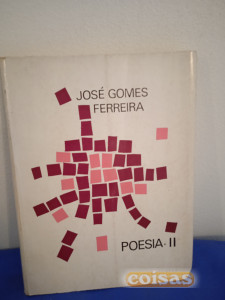 JOSÉ GOMES
FERREIRA
POESIA · II
coisas